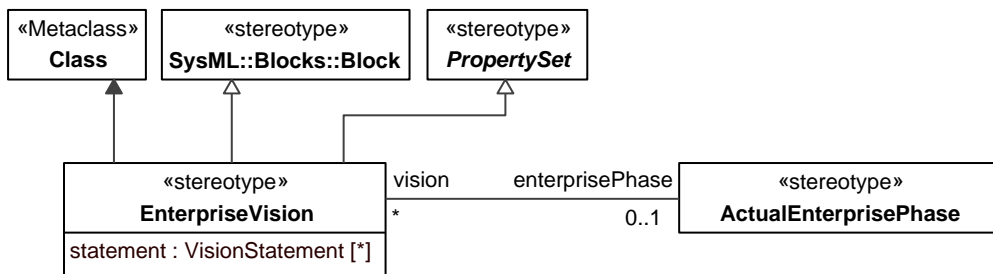 «Metaclass»
Class
«stereotype»
SysML::Blocks::Block
«stereotype»
PropertySet
«stereotype»
EnterpriseVision
statement : VisionStatement [*]
vision
enterprisePhase
*
0..1
«stereotype»
ActualEnterprisePhase